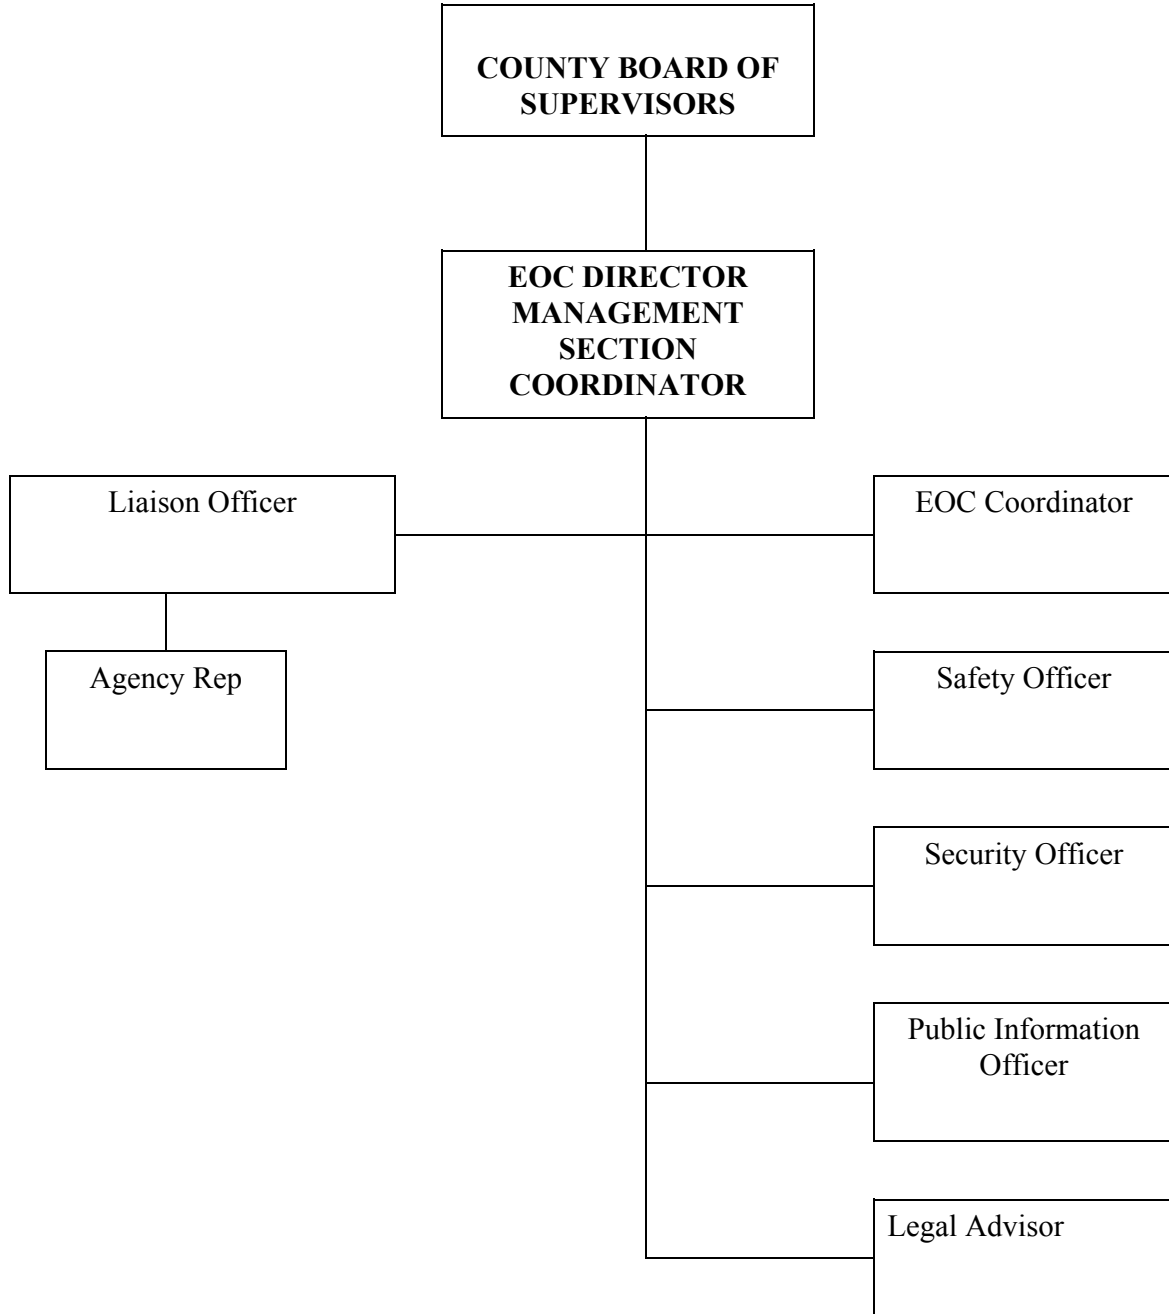 COUNTY BOARD OF
SUPERVISORS
EOC DIRECTOR
MANAGEMENT
SECTION
COORDINATOR
Liaison Officer
EOC Coordinator
Agency Rep
Safety Officer
Security Officer
Public Information
Officer
Legal Advisor